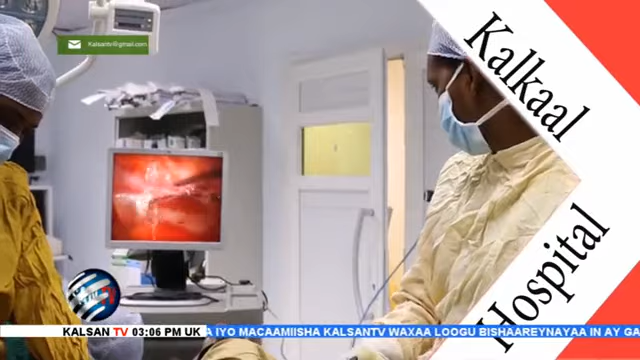 Kalsantv@gmail.com
Kalkaal
Hospital
KALSAN TV 03:06 PM UK
A IYO MACAAMIISHA KALSANTV WAXAA LOOGU BISHAAREYNAYAA IN AY GA